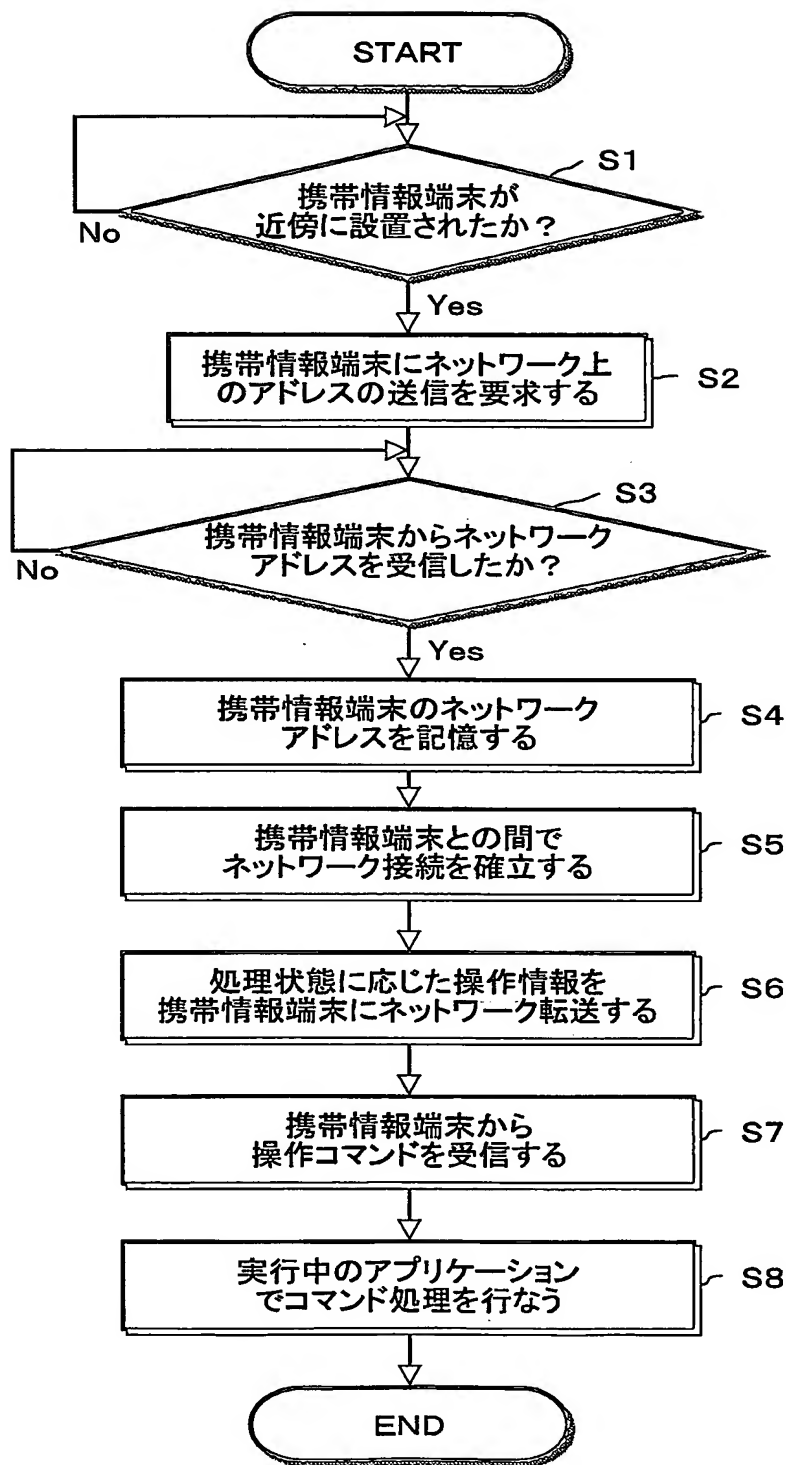 START
S1
携帯情報端末が
近傍に設置されたか？
No
Yes
携帯情報端末にネットワーク上
のアドレスの送信を要求する
S2
S3
携帯情報端末からネットワーク
アドレスを受信したか？
No
Yes
携帯情報端末のネットワーク
アドレスを記憶する
S4
携帯情報端末との間で
ネットワーク接続を確立する
S5
処理状態に応じた操作情報を
携帯情報端末にネットワーク転送する
S6
携帯情報端末から
操作コマンドを受信する
S7
実行中のアプリケーション
でコマンド処理を行なう
S8
END